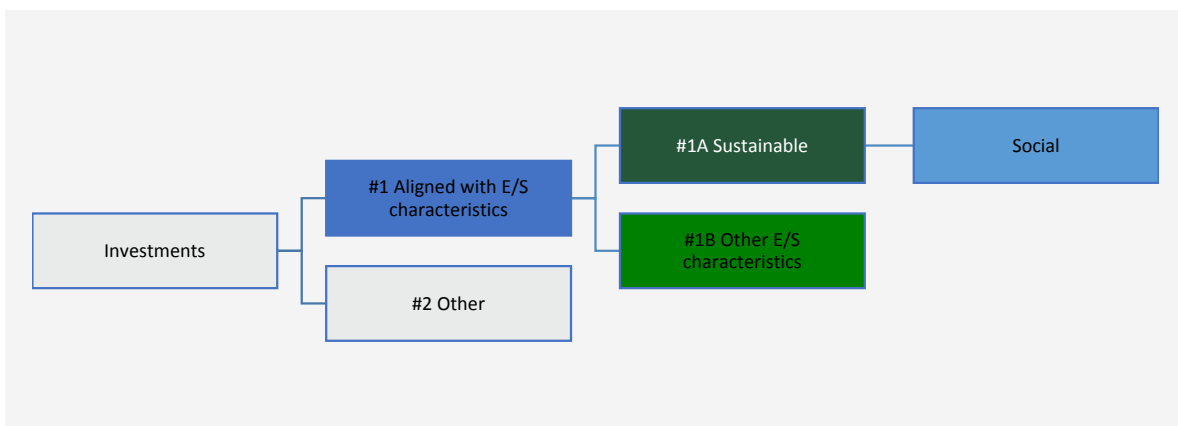 Investments
#1 Aligned with E/S
characteristics
#2 Other
#1A Sustainable
#1B Other E/S
characteristics
Social